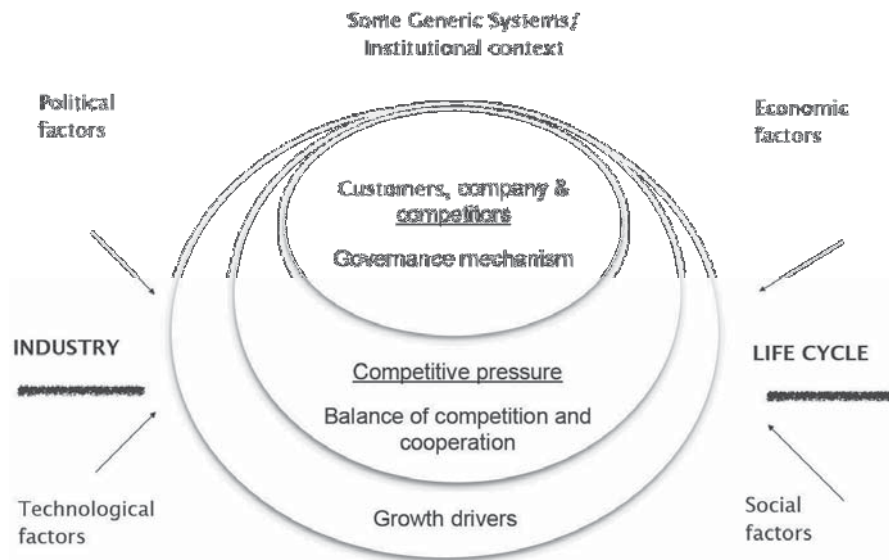 Some Generic Systems/
Institutional context
Political
factors
Economic
factors
Customers, company &
competitors
Governance mechanism
INDUSTRY
LIFE CYCLE
Competitive pressure
Balance of competition and
cooperation
Technological
factors
Growth drivers
Social
factors